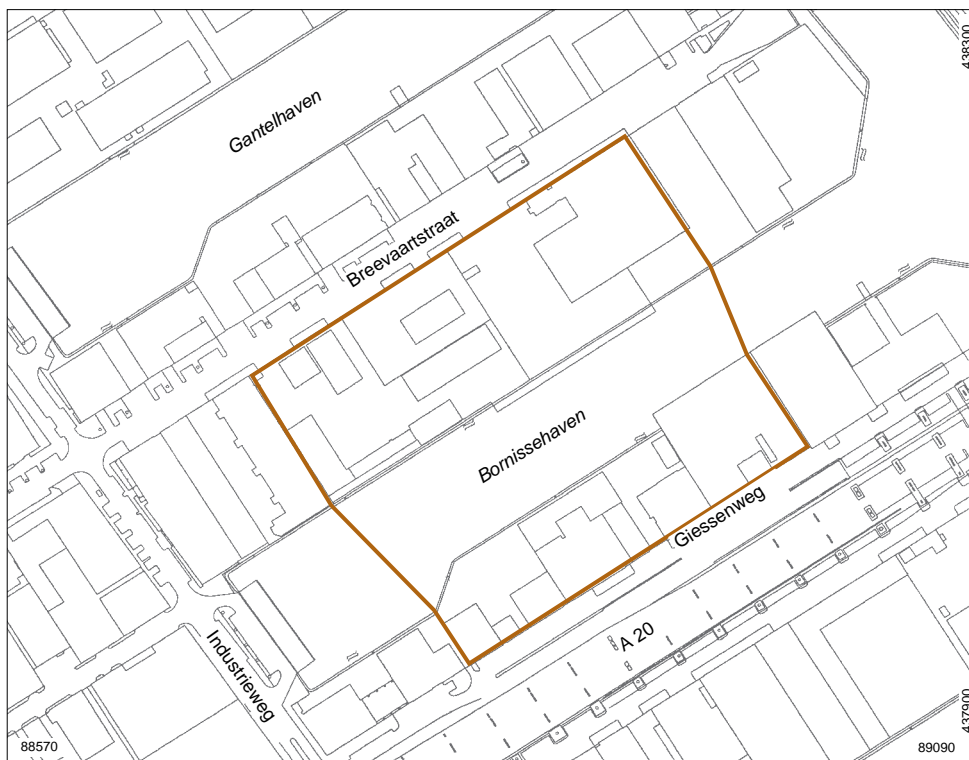 438300
Gantelhaven
Breevaartstraat
Bornissehaven
Giessenweg
A 20
Industrieweg
437900
88570
89090